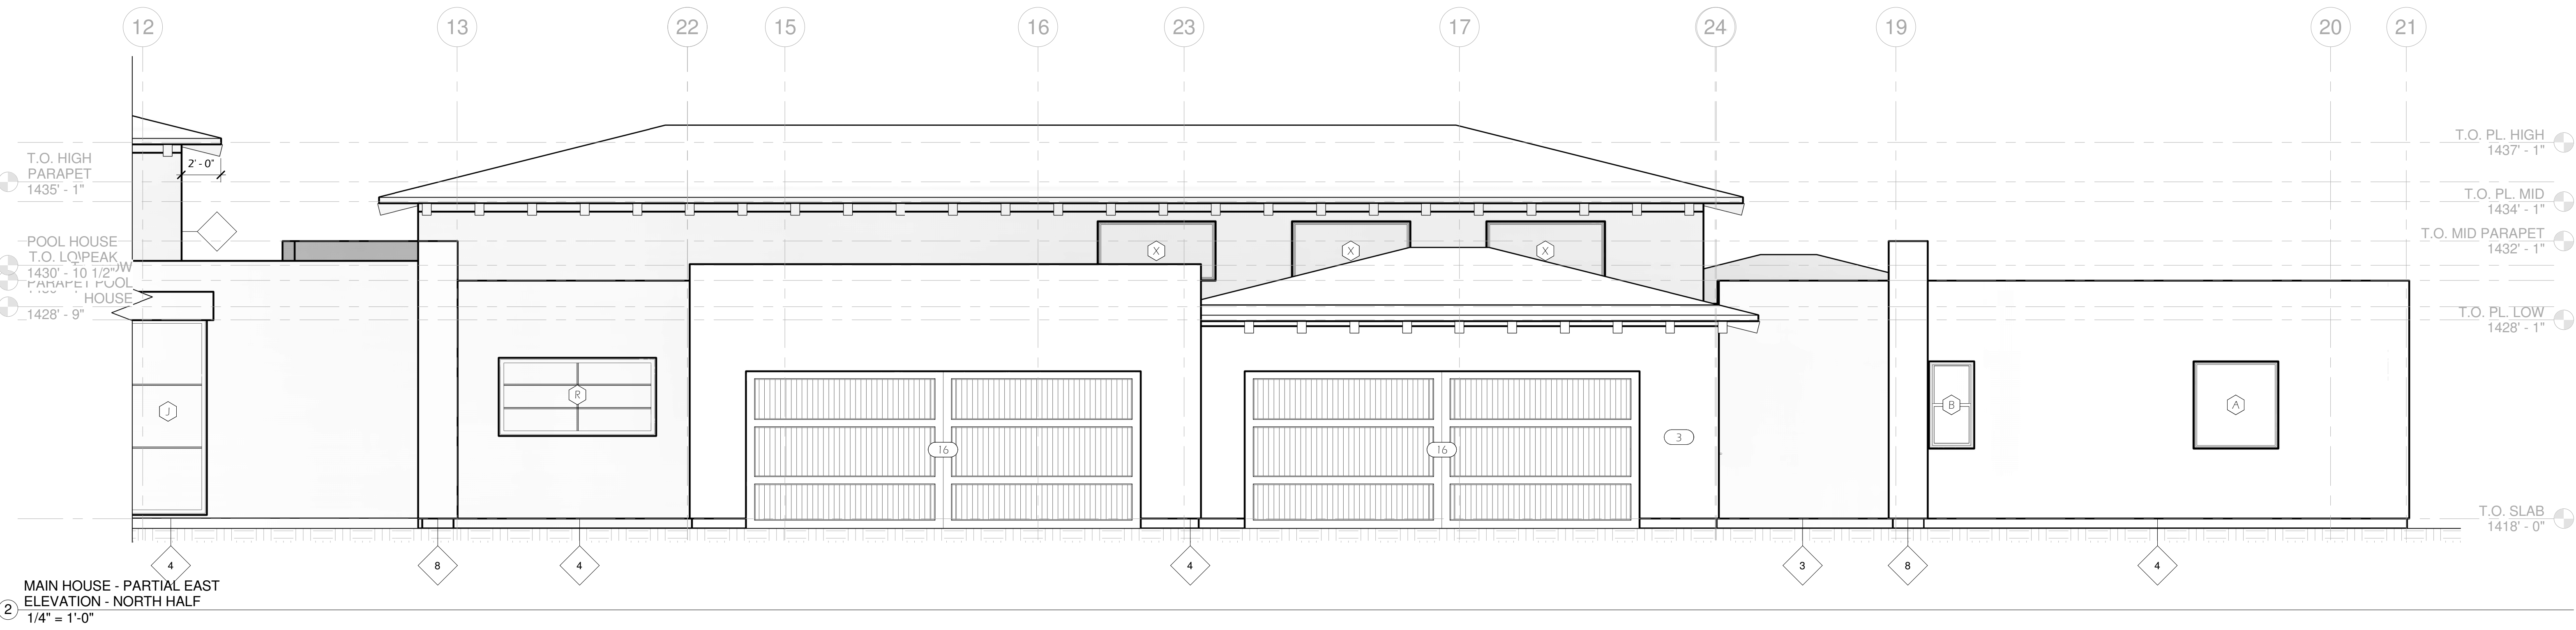 12 13 22 15 16 23 17 24 19 20 21
T.O. HIGH
PARAPET
1435' - 1"
2' - 0"
POOL HOUSE
T.O. LO PEAK
1430' - 10 1/2"
PARAPET POOL
HOUSE
1428' - 9"
T.O. PL. HIGH
1437' - 1"
T.O. PL. MID
1434' - 1"
T.O. MID PARAPET
1432' - 1"
T.O. PL. LOW
1428' - 1"
T.O. SLAB
1418' - 0"
X X X
J R B A
16 16 3
4 8 4 4 3 8 4
MAIN HOUSE - PARTIAL EAST
ELEVATION - NORTH HALF
2
1/4" = 1'-0"